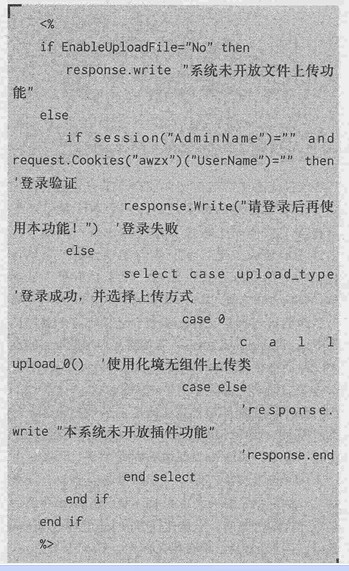 <%
if EnableUploadFile="No" then
response.write "系统未开放文件上传功
能"
else
if session("AdminName")="" and
request.Cookies("awzx")("UserName")="" then
'登录验证
response.Write("请登录后再使
用本功能！") '登录失败
else
select case upload_type
'登录成功，并选择上传方式
case 0
c a l l
upload_0() '使用化境无组件上传类
case else
'response.
write "本系统未开放插件功能"
'response.end
end select
end if
end if
%>